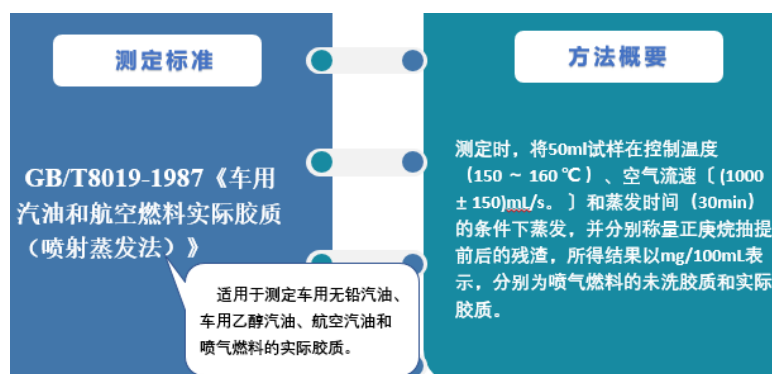 测定标准
GB/T8019-1987《车用
汽油和航空燃料实际胶质
（喷射蒸发法）》
适用于测定车用无铅汽油、
车用乙醇汽油、航空汽油和
喷气燃料的实际胶质。
方法概要
测定时，将50ml试样在控制温度
（150 ~ 160 ℃）、空气流速〔 (1000
± 150)mL/s。〕和蒸发时间（30min）
的条件下蒸发，并分别称量正庚烷抽提
前后的残渣，所得结果以mg/100mL表
示，分别为喷气燃料的未洗胶质和实际
胶质。